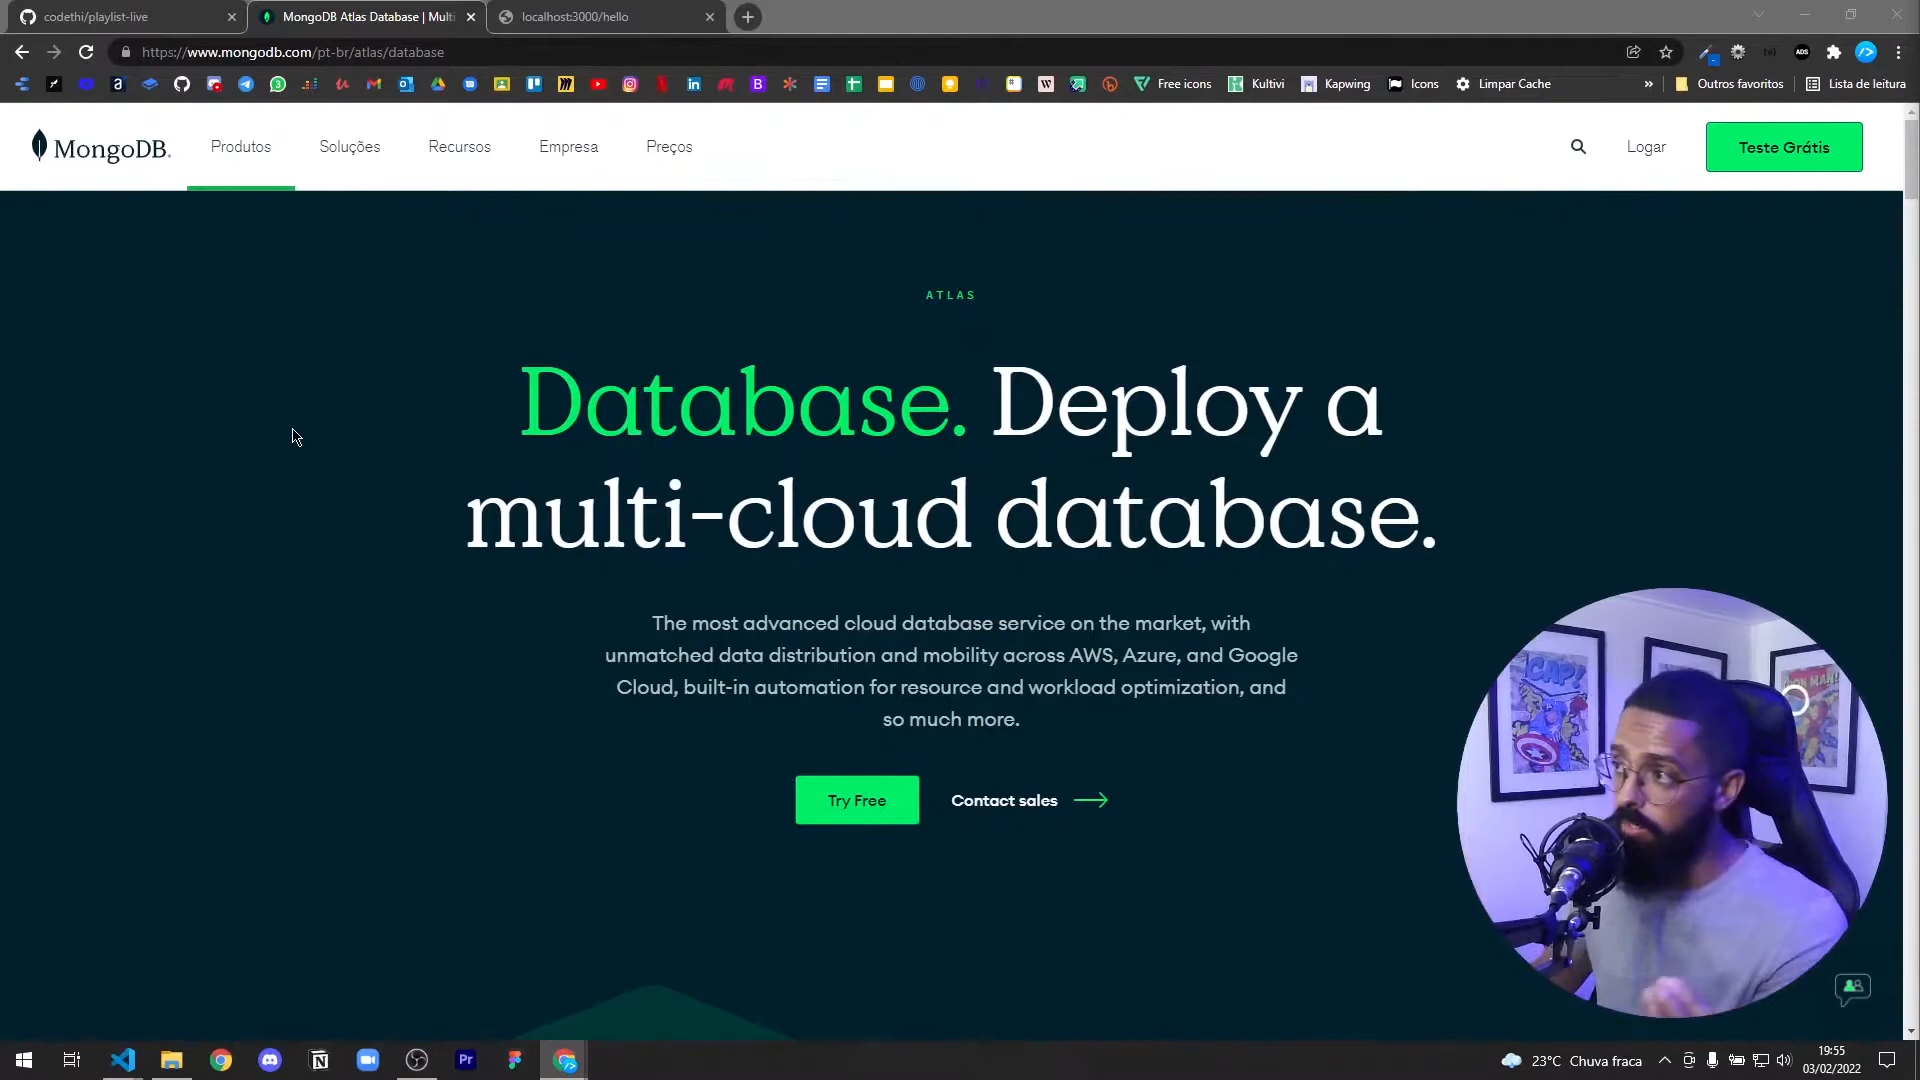 codethi/playlist-live
MongoDB Atlas Database | Multi
localhost:3000/hello
https://www.mongodb.com/pt-br/atlas/database
Free icons
Kultivi
Kapwing
Icons
Limpar Cache
»
Outros favoritos
Lista de leitura
MongoDB.
Produtos
Soluções
Recursos
Empresa
Preços
Logar
Teste Grátis
ATLAS
Database. Deploy a
multi-cloud database.
The most advanced cloud database service on the market, with
unmatched data distribution and mobility across AWS, Azure, and Google
Cloud, built-in automation for resource and workload optimization, and
so much more.
Try Free
Contact sales
CAP!
IRON MAN!
23°C Chuva fraca
19:55
03/02/2022